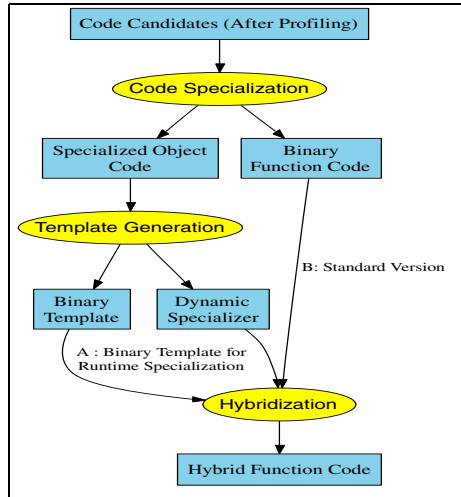 Code Candidates (After Profiling)
Code Specialization
Specialized Object
Code
Binary
Function Code
Template Generation
B: Standard Version
Binary
Template
Dynamic
Specializer
A : Binary Template for
Runtime Specialization
Hybridization
Hybrid Function Code